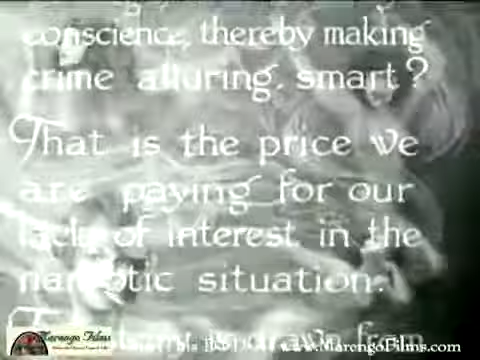 conscience, thereby making
crime alluring, smart?
That is the price we
are paying for our
lack of interest in the
narcotic situation.
Marengo Films
This
www.MarengoFilms.com